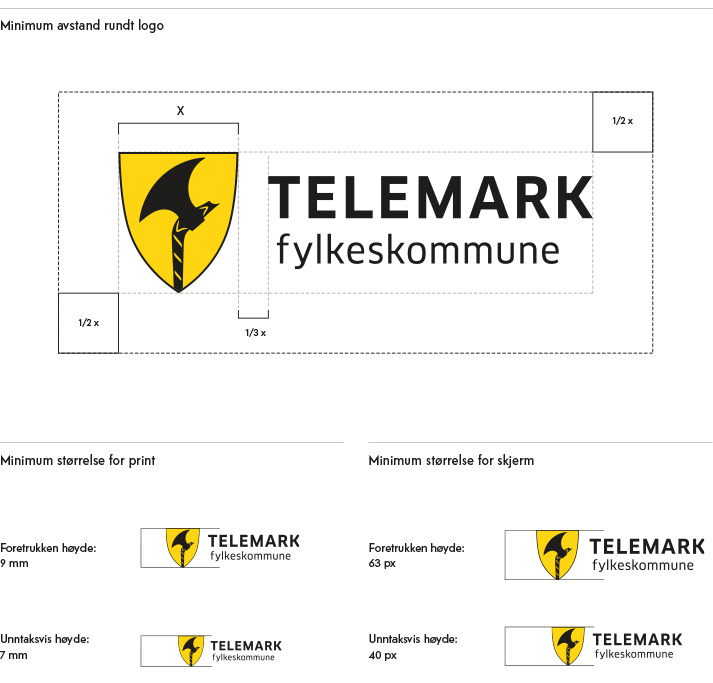 Minimum avstand rundt logo
X
1/2 x
TELEMARK
fylkeskommune
1/2 x
1/3 x
Minimum størrelse for print
Foretrukken høyde:
9 mm
TELEMARK
fylkeskommune
Unntaksvis høyde:
7 mm
TELEMARK
fylkeskommune
Minimum størrelse for skjerm
Foretrukken høyde:
63 px
TELEMARK
fylkeskommune
Unntaksvis høyde:
40 px
TELEMARK
fylkeskommune